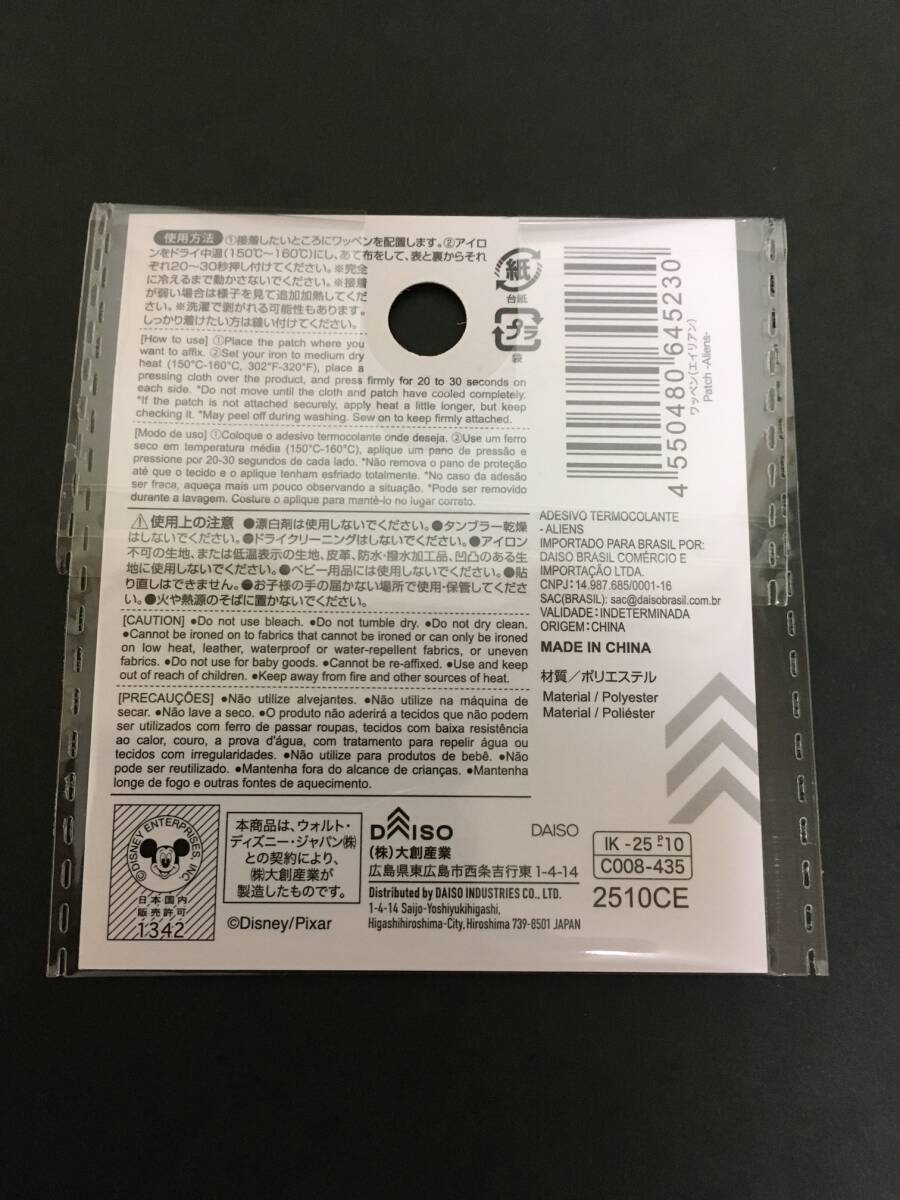 使用方法 ①接着したいところにワッペンを配置します。②アイロ
ンをドライ中温(150℃~160℃)にし、あて布をして、表と裏からそれ
ぞれ20~30秒押し付けてください。※完全
に冷えるまで動かさないでください。※接着
が弱い場合は様子を見て追加加熱してくだ
さい。※洗濯で剥がれる可能性もあります。
しっかり着けたい方は縫い付けてください。
[How to use] ①Place the patch where you
want to affix. ②Set your iron to medium dry
heat (150°C-160°C, 302°F-320°F), place a
pressing cloth over the product, and press firmly for 20 to 30 seconds on
each side. *Do not move until the cloth and patch have cooled completely.
*If the patch is not attached securely, apply heat a little longer, but keep
checking it. *May peel off during washing. Sew on to keep firmly attached.
[Modo de uso] ①Coloque o adesivo termocolante onde deseja. ②Use um ferro
seco em temperatura média (150°C-160°C), aplique um pano de pressão e
pressione por 20-30 segundos de cada lado. *Não remova o pano de proteção
até que o tecido e o aplique tenham esfriado totalmente. *No caso da adesão
ser fraca, aqueça mais um pouco observando a situação. *Pode ser removido
durante a lavagem. Costure o aplique para mantê-lo no lugar correto.
⚠使用上の注意 ●漂白剤は使用しないでください。●タンブラー乾燥
はしないでください。●ドライクリーニングはしないでください。●アイロン
不可の生地、または低温表示の生地、皮革、防水・撥水加工品、凹凸のある生
地に使用しないでください。●ベビー用品には使用しないでください。●貼
り直しはできません。●お子様の手の届かない場所で使用・保管してくださ
い。●火や熱源のそばに置かないでください。
[CAUTION] ●Do not use bleach. ●Do not tumble dry. ●Do not dry clean.
●Cannot be ironed on to fabrics that cannot be ironed or can only be ironed
on low heat, leather, waterproof or water-repellent fabrics, or uneven
fabrics. ●Do not use for baby goods. ●Cannot be re-affixed. ●Use and keep
out of reach of children. ●Keep away from fire and other sources of heat.
[PRECAUÇÕES] ●Não utilize alvejantes. ●Não utilize na máquina de
secar. ●Não lave a seco. ●O produto não aderirá a tecidos que não podem
ser utilizados com ferro de passar roupas, tecidos com baixa resistência
ao calor, couro, a prova d'água, com tratamento para repelir água ou
tecidos com irregularidades. ●Não utilize para produtos de bebê. ●Não
pode ser reutilizado. ●Mantenha fora do alcance de crianças. ●Mantenha
longe de fogo e outras fontes de aquecimento.
紙
台紙
プラ
袋
4 550480 645230
ワッペン(エイリアン)
Patch -Aliens-
ADESIVO TERMOCOLANTE
-ALIENS
IMPORTADO PARA BRASIL POR:
DAISO BRASIL COMÉRCIO E
IMPORTAÇÃO LTDA.
CNPJ:14.987.685/0001-16
SAC(BRASIL): sac@daisobrasil.com.br
VALIDADE:INDETERMINADA
ORIGEM:CHINA
MADE IN CHINA
材質/ポリエステル
Material / Polyester
Material / Poliéster
©DISNEY ENTERPRISES, INC.
日本国内
販売許可
1342
本商品は、ウォルト・
ディズニー・ジャパン㈱
との契約により、
㈱大創産業が
製造したものです。
©Disney/Pixar
DAISO
(株)大創産業
広島県東広島市西条吉行東1-4-14
Distributed by DAISO INDUSTRIES CO., LTD.
1-4-14 Saijo-Yoshiyukihigashi,
Higashihiroshima-City, Hiroshima 739-8501 JAPAN
DAISO
IK -25 P10
C008-435
2510CE